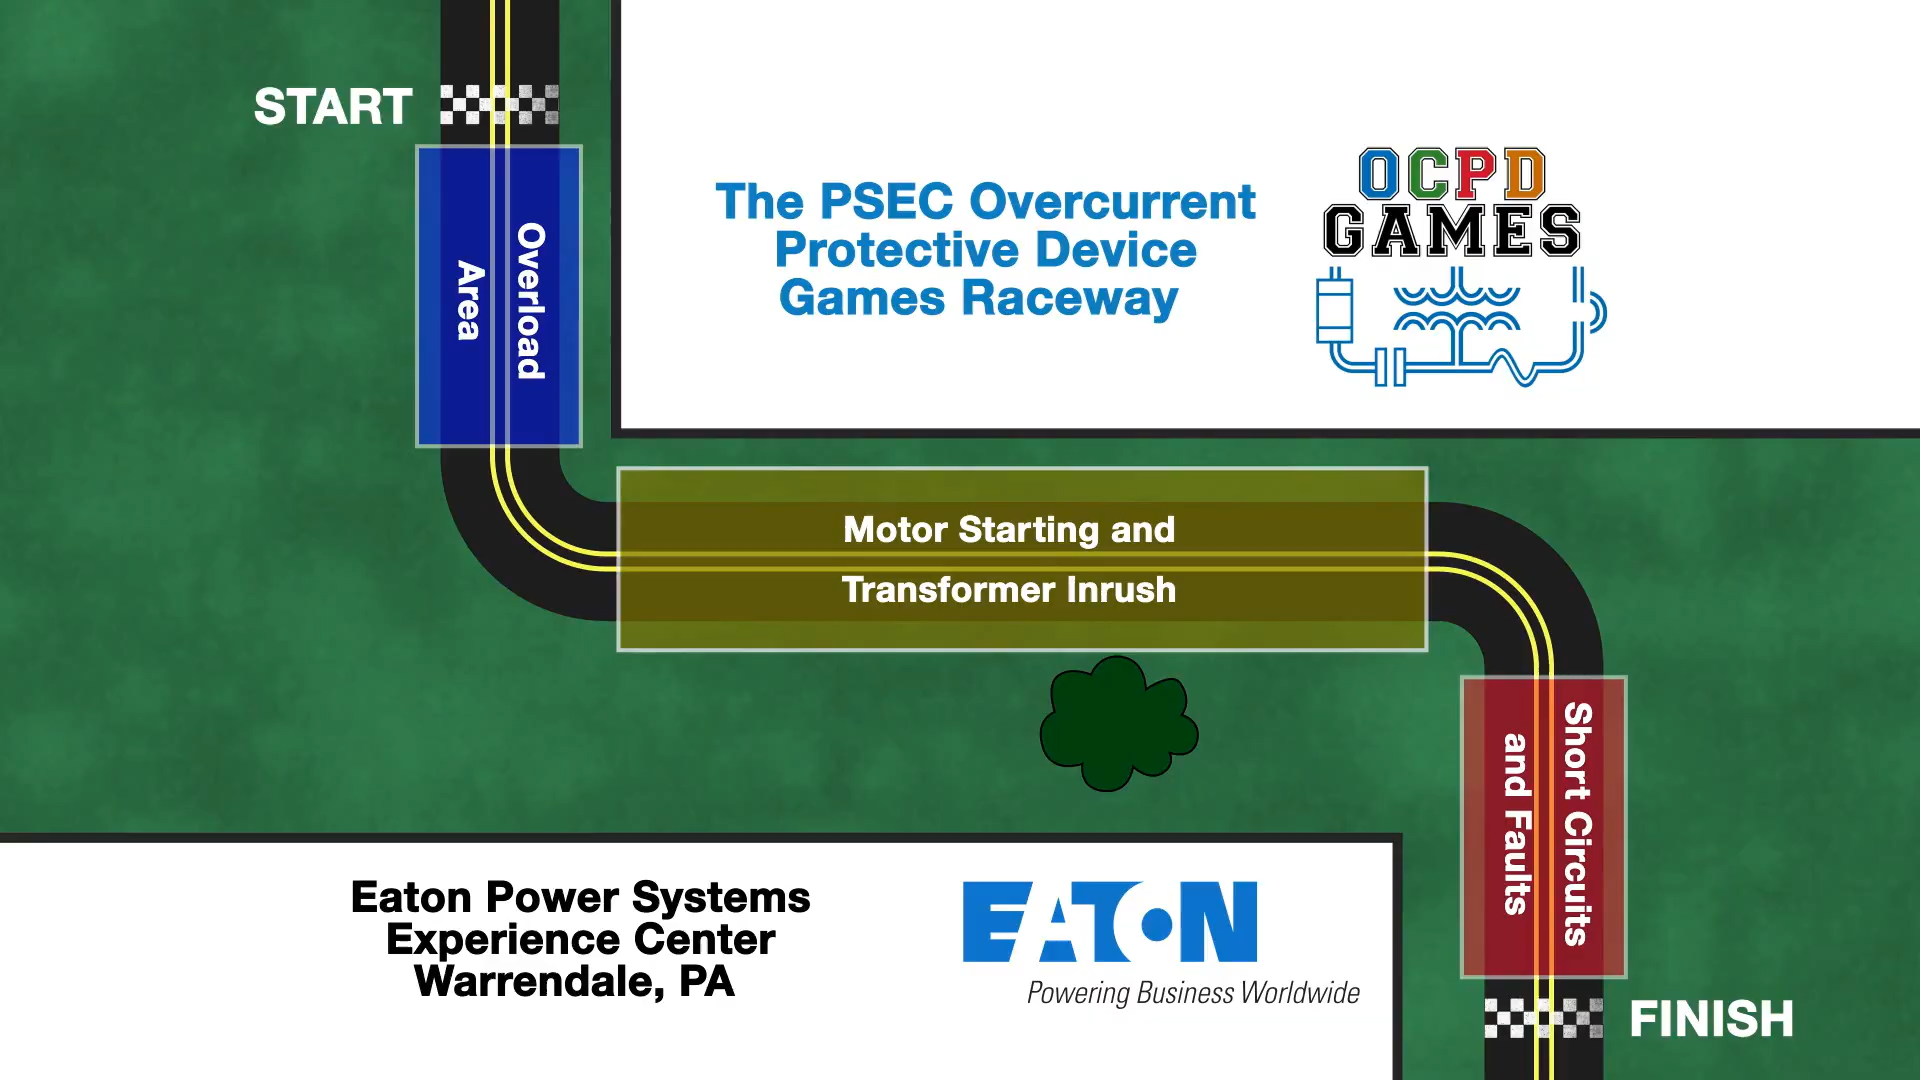 START
Overload
Area
The PSEC Overcurrent
Protective Device
Games Raceway
OCPD
GAMES
Motor Starting and
Transformer Inrush
Short Circuits
and Faults
Eaton Power Systems
Experience Center
Warrendale, PA
EATON
Powering Business Worldwide
FINISH